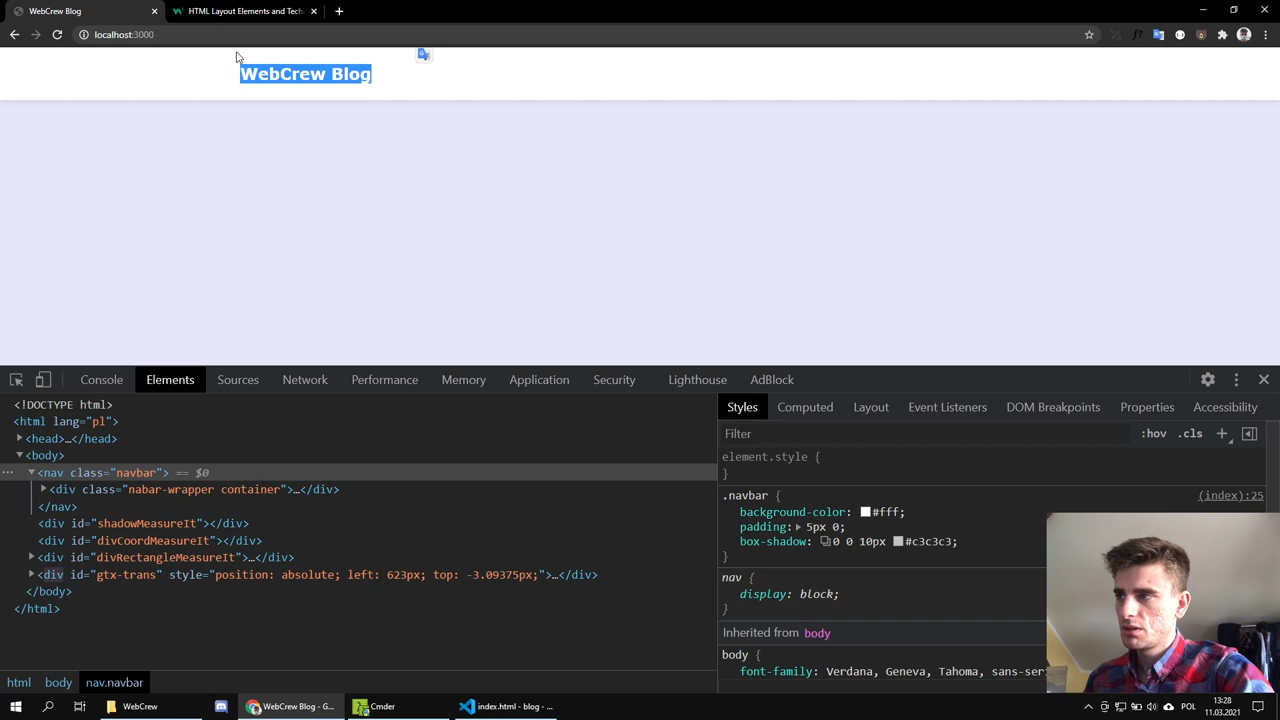 WebCrew Blog
HTML Layout Elements and Tech
localhost:3000
WebCrew Blog
Console Elements Sources Network Performance Memory Application Security Lighthouse AdBlock
<!DOCTYPE html>
<html lang="pl">
<head>…</head>
<body>
<nav class="navbar"> == $0
<div class="nabar-wrapper container">…</div>
</nav>
<div id="shadowMeasureIt"></div>
<div id="divCoordMeasureIt"></div>
<div id="divRectangleMeasureIt">…</div>
<div id="gtx-trans" style="position: absolute; left: 623px; top: -3.09375px;">…</div>
</body>
</html>
html body nav.navbar
Styles Computed Layout Event Listeners DOM Breakpoints Properties Accessibility
Filter :hov .cls
element.style {
}
.navbar { (index):25
background-color: #fff;
padding: 5px 0;
box-shadow: 0 0 10px #c3c3c3;
}
nav {
display: block;
}
Inherited from body
body {
font-family: Verdana, Geneva, Tahoma, sans-seri
WebCrew
WebCrew Blog - G...
Cmder
index.html - blog - ...
POL
13:28
11.03.2021